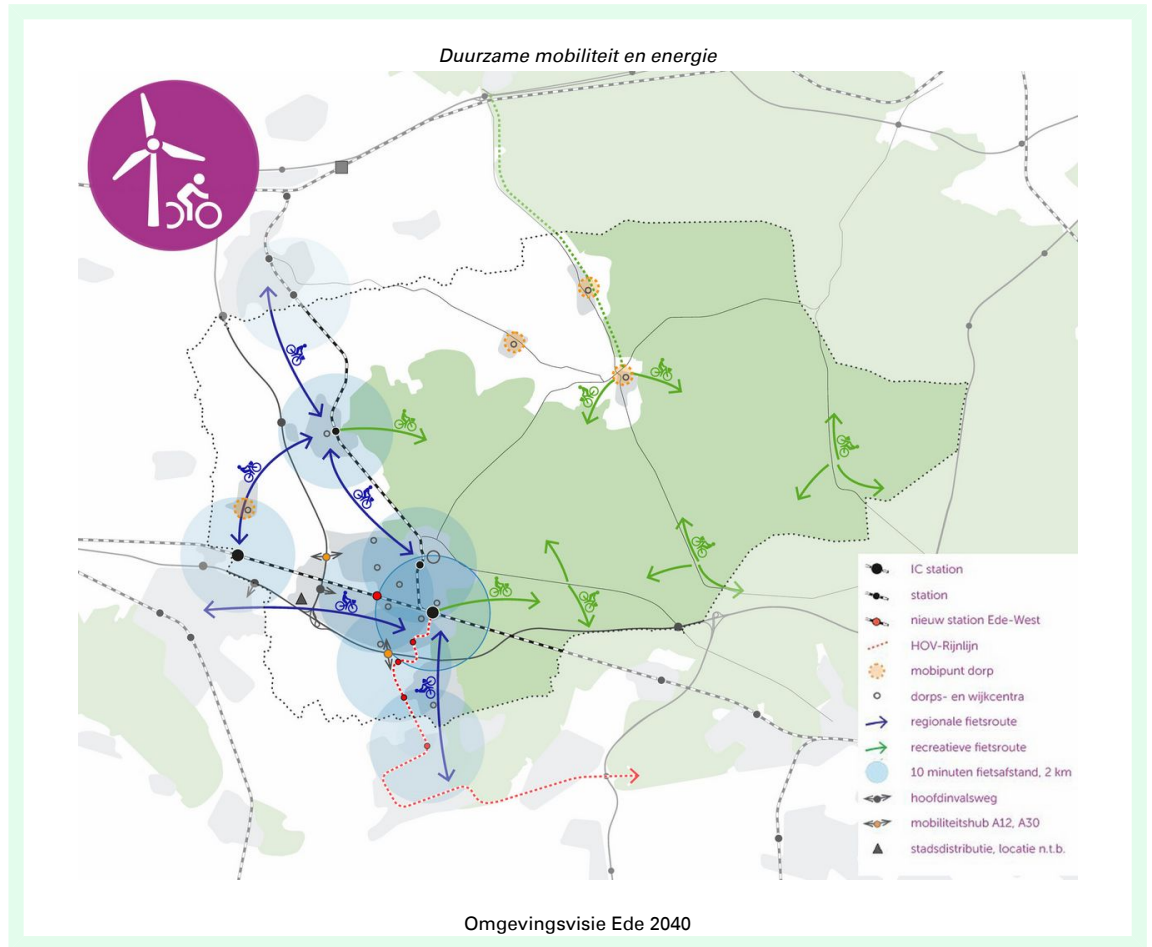 Duurzame mobiliteit en energie
IC station
station
nieuw station Ede-West
HOV-Rijnlijn
mobipunt dorp
dorps- en wijkcentra
regionale fietsroute
recreatieve fietsroute
10 minuten fietsafstand, 2 km
hoofdinvalsweg
mobiliteitshub A12, A30
stadsdistributie, locatie n.t.b.
Omgevingsvisie Ede 2040